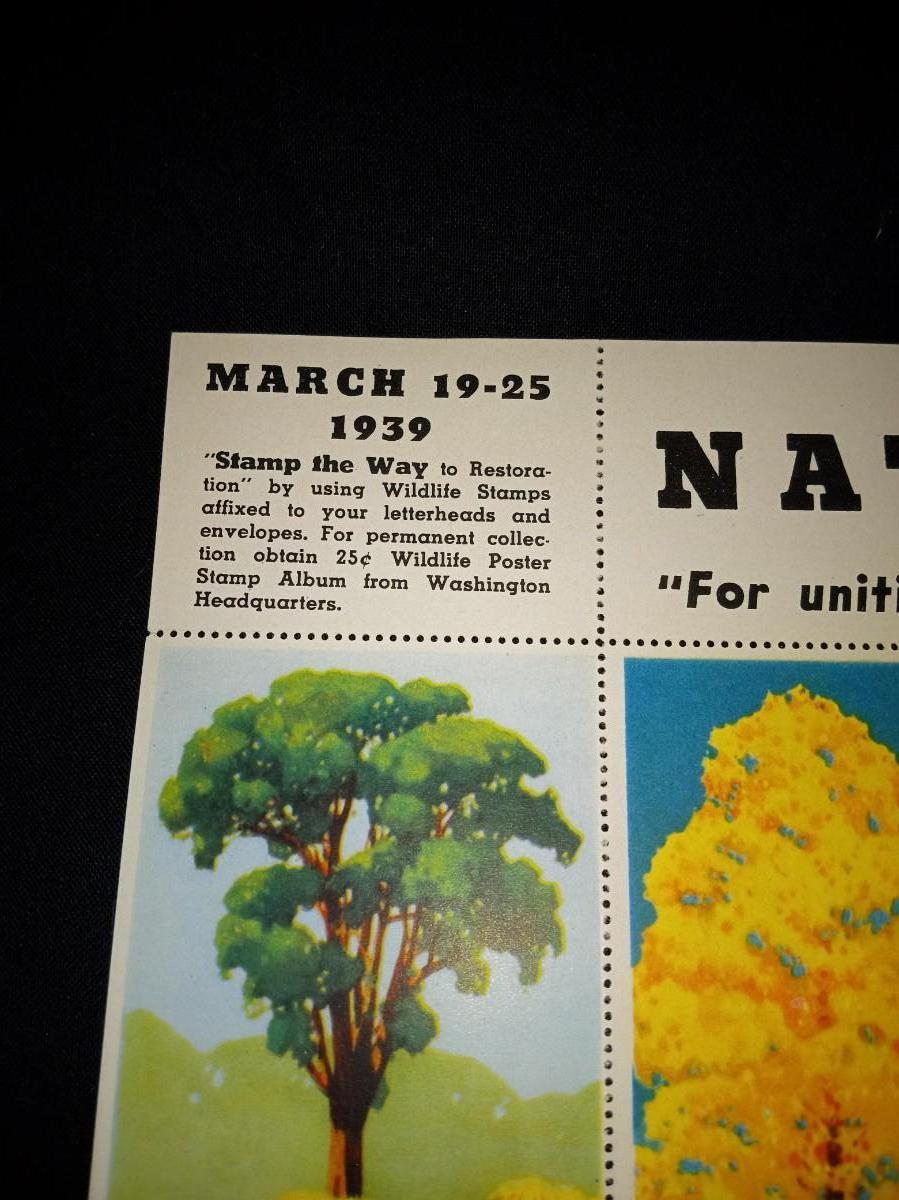 MARCH 19-25
1939
"Stamp the Way to Restora-
tion" by using Wildlife Stamps
affixed to your letterheads and
envelopes. For permanent collec-
tion obtain 25¢ Wildlife Poster
Stamp Album from Washington
Headquarters.
NA
"For uniti